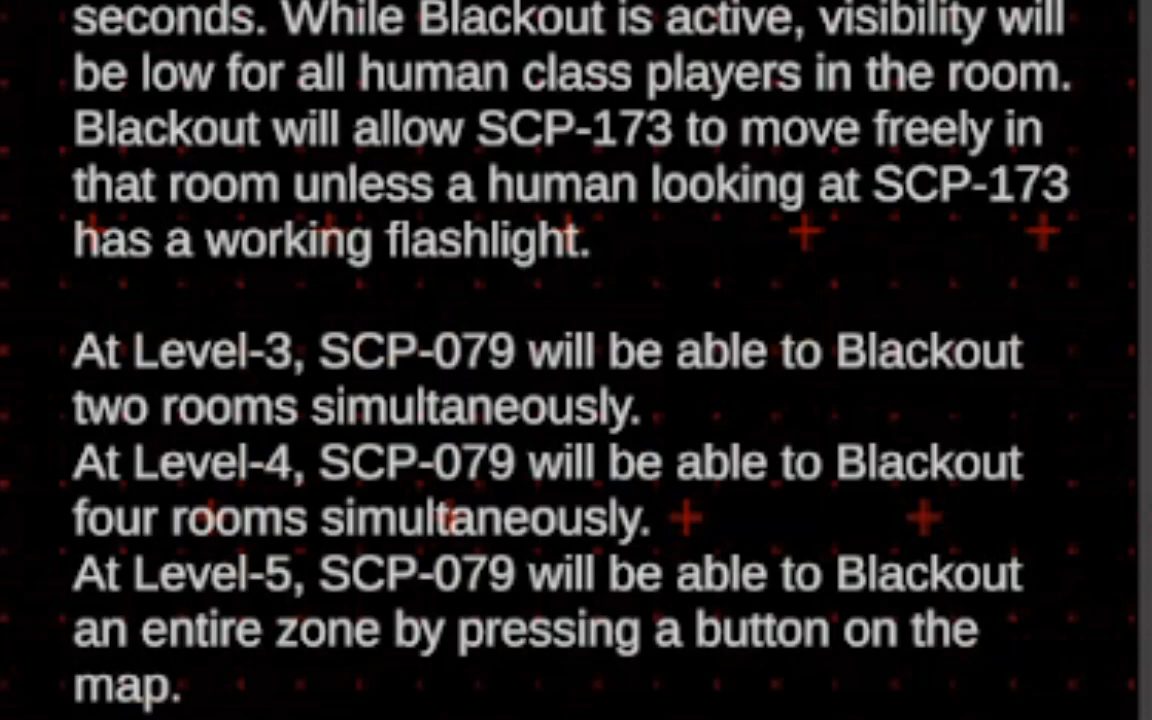 seconds. While Blackout is active, visibility will
be low for all human class players in the room.
Blackout will allow SCP-173 to move freely in
that room unless a human looking at SCP-173
has a working flashlight.
At Level-3, SCP-079 will be able to Blackout
two rooms simultaneously.
At Level-4, SCP-079 will be able to Blackout
four rooms simultaneously.
At Level-5, SCP-079 will be able to Blackout
an entire zone by pressing a button on the
map.